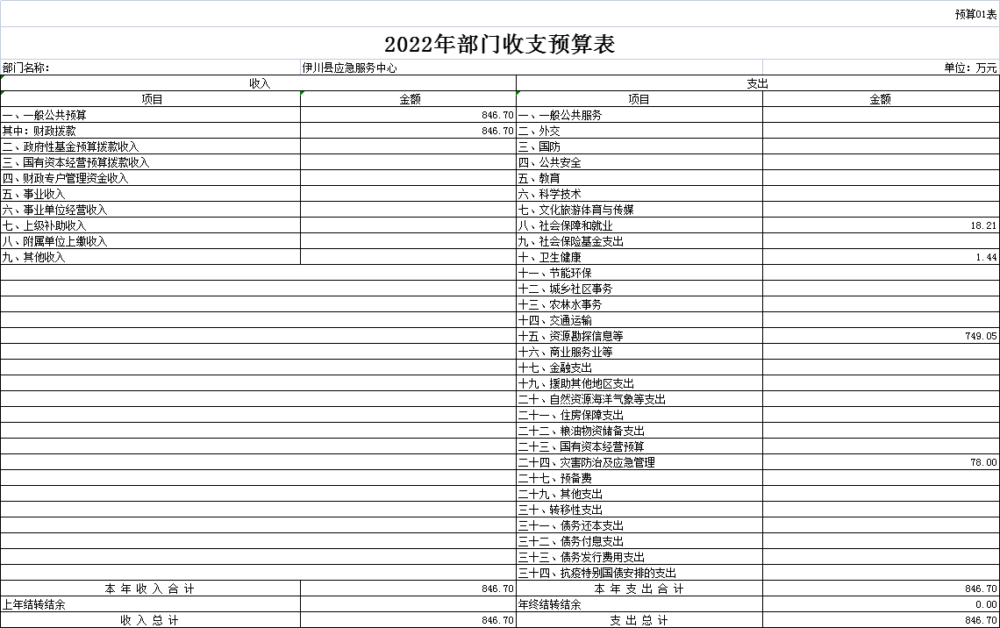 预算01表
2022年部门收支预算表
部门名称： 伊川县应急服务中心 单位：万元
收入 支出
项目 金额 项目 金额
一、一般公共预算 846.70 一、一般公共服务
其中：财政拨款 846.70 二、外交
二、政府性基金预算拨款收入 三、国防
三、国有资本经营预算拨款收入 四、公共安全
四、财政专户管理资金收入 五、教育
五、事业收入 六、科学技术
六、事业单位经营收入 七、文化旅游体育与传媒
七、上级补助收入 八、社会保障和就业 18.21
八、附属单位上缴收入 九、社会保险基金支出
九、其他收入 十、卫生健康 1.44
十一、节能环保
十二、城乡社区事务
十三、农林水事务
十四、交通运输
十五、资源勘探信息等 749.05
十六、商业服务业等
十七、金融支出
十九、援助其他地区支出
二十、自然资源海洋气象等支出
二十一、住房保障支出
二十二、粮油物资储备支出
二十三、国有资本经营预算
二十四、灾害防治及应急管理 78.00
二十七、预备费
二十九、其他支出
三十、转移性支出
三十一、债务还本支出
三十二、债务付息支出
三十三、债务发行费用支出
三十四、抗疫特别国债安排的支出
本 年 收 入 合 计 846.70 本 年 支 出 合 计 846.70
上年结转结余 年终结转结余 0.00
收 入 总 计 846.70 支 出 总 计 846.70